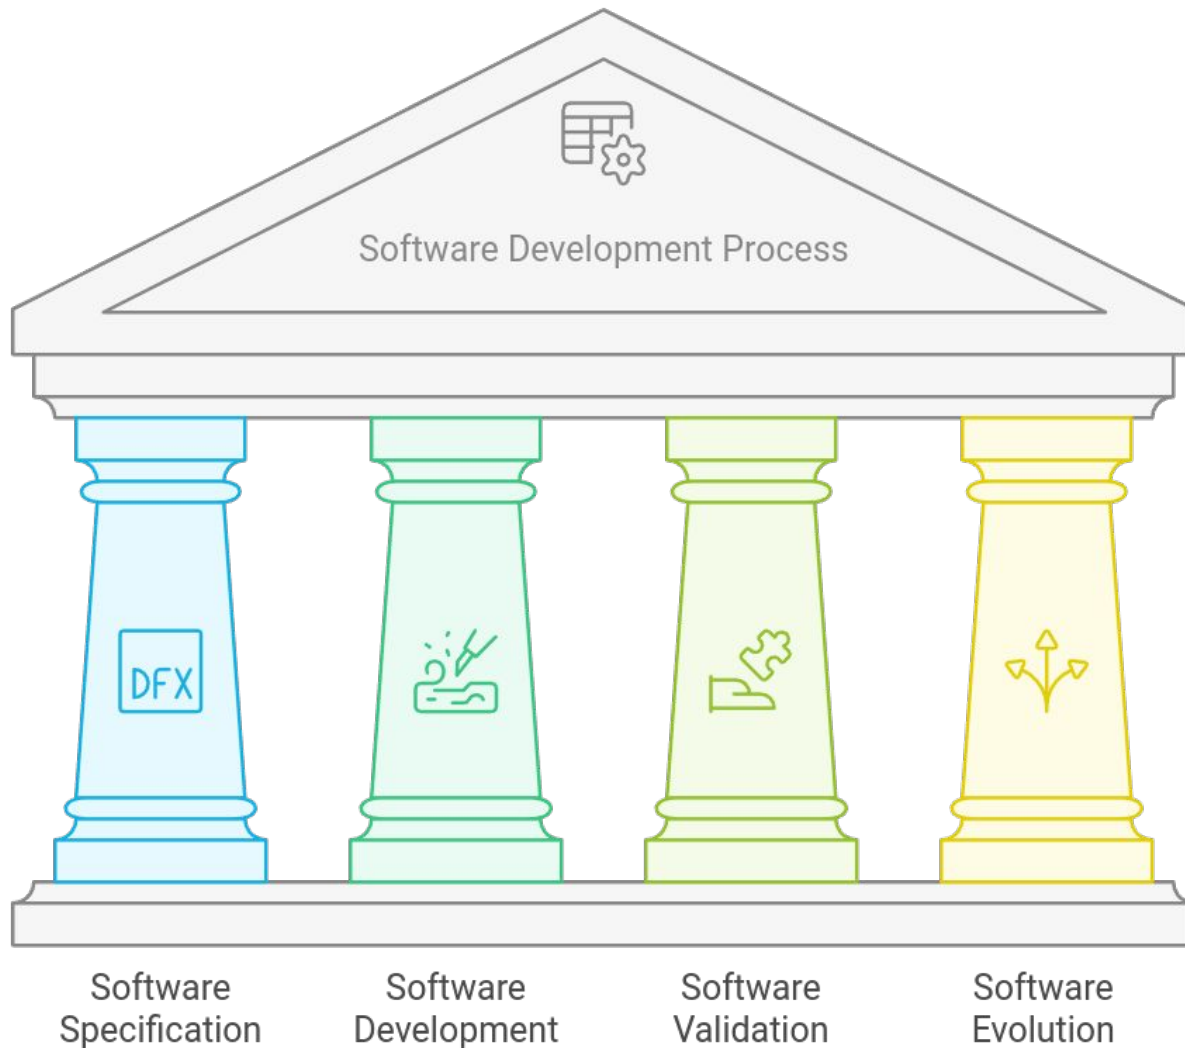 Software Development Process
DFX
Software
Specification
Software
Development
Software
Validation
Software
Evolution